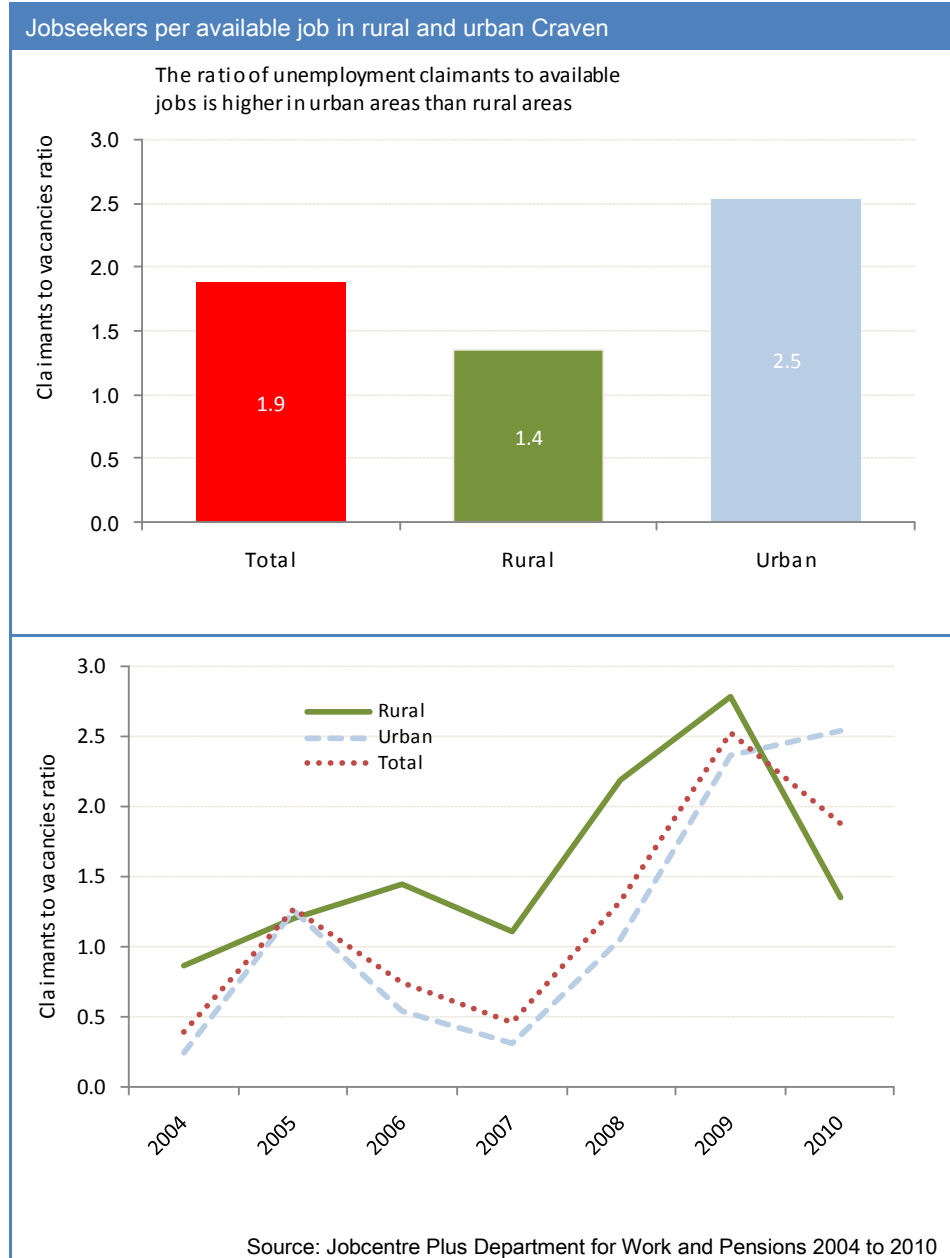 Jobseekers per available job in rural and urban Craven
The ratio of unemployment claimants to available
jobs is higher in urban areas than rural areas
Claimants to vacancies ratio
3.0
2.5
2.0
1.5
1.0
0.5
0.0
1.9
1.4
2.5
Total
Rural
Urban
Claimants to vacancies ratio
3.0
2.5
2.0
1.5
1.0
0.5
0.0
Rural
Urban
Total
2004
2005
2006
2007
2008
2009
2010
Source: Jobcentre Plus Department for Work and Pensions 2004 to 2010